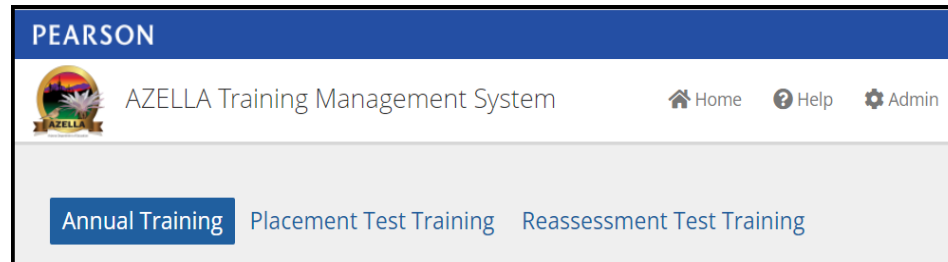 PEARSON
AZELLA Training Management System Home Help Admin
AZELLA
Annual Training Placement Test Training Reassessment Test Training